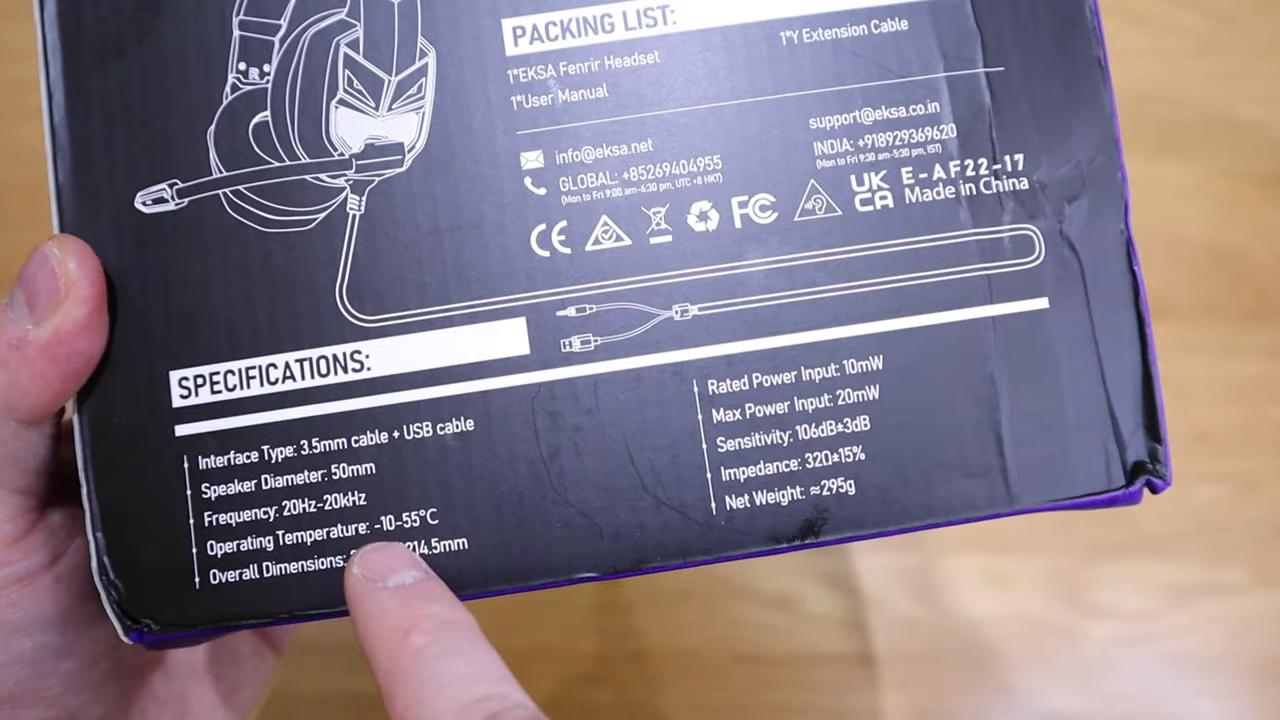 PACKING LIST:
1*EKSA Fenrir Headset
1*User Manual
1*Y Extension Cable
info@eksa.net
GLOBAL: +85269404955
(Mon to Fri 9:00 am-6:30 pm, UTC +8 HKT)
support@eksa.co.in
INDIA: +918929369620
(Mon to Fri 9:30 am-5:30 pm, IST)
CE
FC
UK
CA
E-AF22-17
Made in China
R
SPECIFICATIONS:
Interface Type: 3.5mm cable + USB cable
Speaker Diameter: 50mm
Frequency: 20Hz-20kHz
Operating Temperature: -10-55°C
Overall Dimensions: 214.5mm
Rated Power Input: 10mW
Max Power Input: 20mW
Sensitivity: 106dB±3dB
Impedance: 32Ω±15%
Net Weight: ≈295g